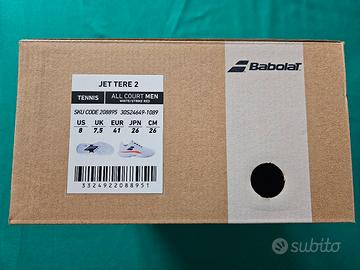 JET TERE 2
Babolat
TENNIS
ALL COURT MEN
WHITE/STRIKE RED
SKU CODE 208895 30S24649-1089
US UK EUR JPN CM
8 7.5 41 26 26
3324922088951
subito